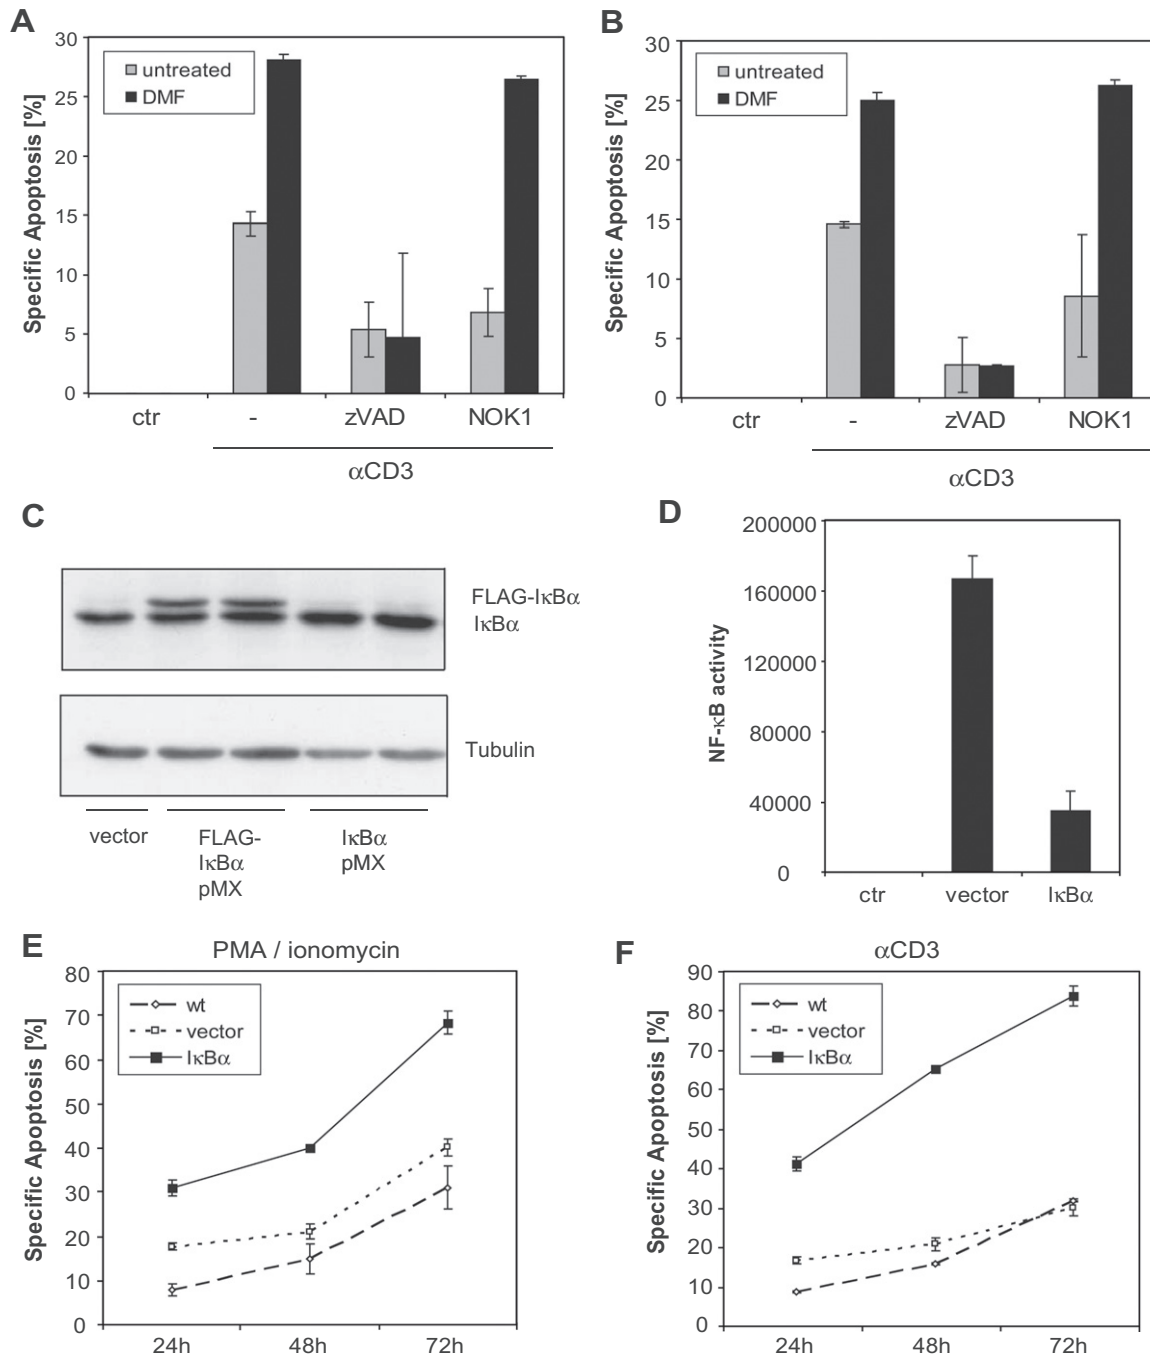 A
Specific Apoptosis [%]
30
25
20
15
10
5
0
untreated
DMF
ctr
-
zVAD
NOK1
αCD3
B
Specific Apoptosis [%]
30
25
20
15
10
5
0
untreated
DMF
ctr
-
zVAD
NOK1
αCD3
C
FLAG-IκBα
IκBα
Tubulin
vector
FLAG-
IκBα
pMX
IκBα
pMX
D
NF-κB activity
200000
160000
120000
80000
40000
0
ctr
vector
IκBα
E
PMA / ionomycin
Specific Apoptosis [%]
80
70
60
50
40
30
20
10
0
wt
vector
IκBα
24h
48h
72h
F
αCD3
Specific Apoptosis [%]
90
80
70
60
50
40
30
20
10
0
wt
vector
IκBα
24h
48h
72h